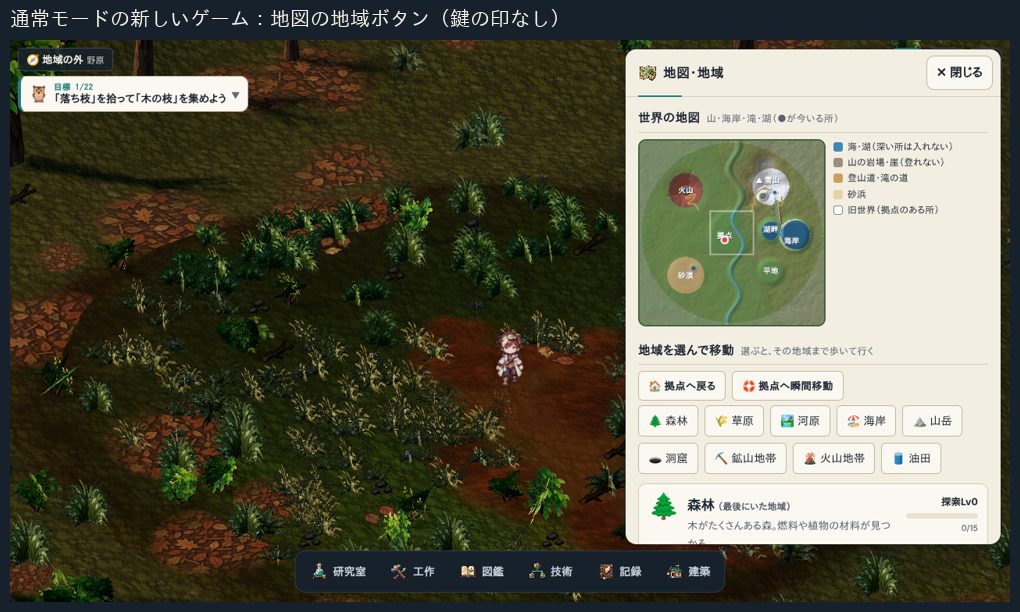 通常モードの新しいゲーム：地図の地域ボタン（鍵の印なし）
地域の外 野原
目標 1/22
「落ち枝」を拾って「木の枝」を集めよう ▼
地図・地域
✕ 閉じる
世界の地図 山・海岸・滝・湖（●が今いる所）
火山
▲雪山
拠点
湖畔
海岸
砂漠
平地
海・湖（深い所は入れない）
山の岩場・崖（登れない）
登山道・滝の道
砂浜
旧世界（拠点のある所）
地域を選んで移動 選ぶと、その地域まで歩いて行く
拠点へ戻る
拠点へ瞬間移動
森林
草原
河原
海岸
山岳
洞窟
鉱山地帯
火山地帯
油田
森林（最後にいた地域）
探索Lv0
木がたくさんある森。燃料や植物の材料が見つ
0/15
かる
研究室
工作
図鑑
技術
記録
建築